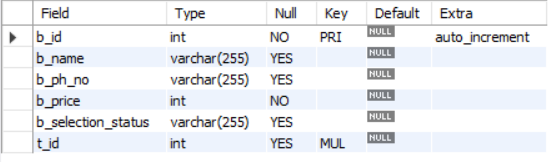 Field Type Null Key Default Extra
b_id int NO PRI NULL auto_increment
b_name varchar(255) YES NULL
b_ph_no varchar(255) YES NULL
b_price int NO NULL
b_selection_status varchar(255) YES NULL
t_id int YES MUL NULL